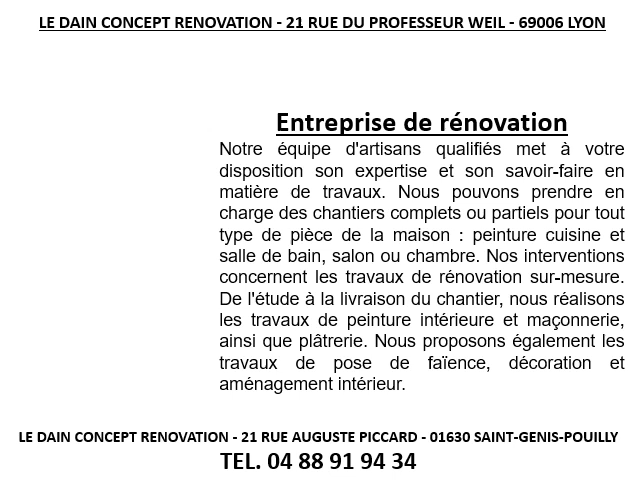 LE DAIN CONCEPT RENOVATION - 21 RUE DU PROFESSEUR WEIL - 69006 LYON
Entreprise de rénovation
Notre équipe d'artisans qualifiés met à votre
disposition son expertise et son savoir-faire en
matière de travaux. Nous pouvons prendre en
charge des chantiers complets ou partiels pour tout
type de pièce de la maison : peinture cuisine et
salle de bain, salon ou chambre. Nos interventions
concernent les travaux de rénovation sur-mesure.
De l'étude à la livraison du chantier, nous réalisons
les travaux de peinture intérieure et maçonnerie,
ainsi que plâtrerie. Nous proposons également les
travaux de pose de faïence, décoration et
aménagement intérieur.
LE DAIN CONCEPT RENOVATION - 21 RUE AUGUSTE PICCARD - 01630 SAINT-GENIS-POUILLY
TEL. 04 88 91 94 34